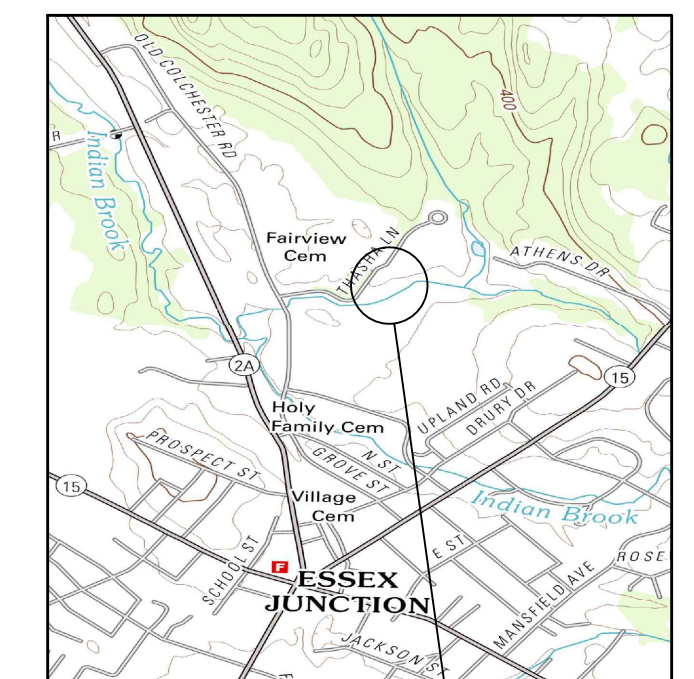 OLD COLCHESTER RD
400
R
Indian Brook
Fairview
Cem
THASHA LN
ATHENS DR
2A
15
Holy
Family Cem
UPLAND RD
DRURY DR
PROSPECT ST
N ST
GROVE ST
15
Village
Cem
Indian Brook
SCHOOL ST
E ST
F
ESSEX
JUNCTION
MANSFIELD AVE
ROSE
JACKSON ST